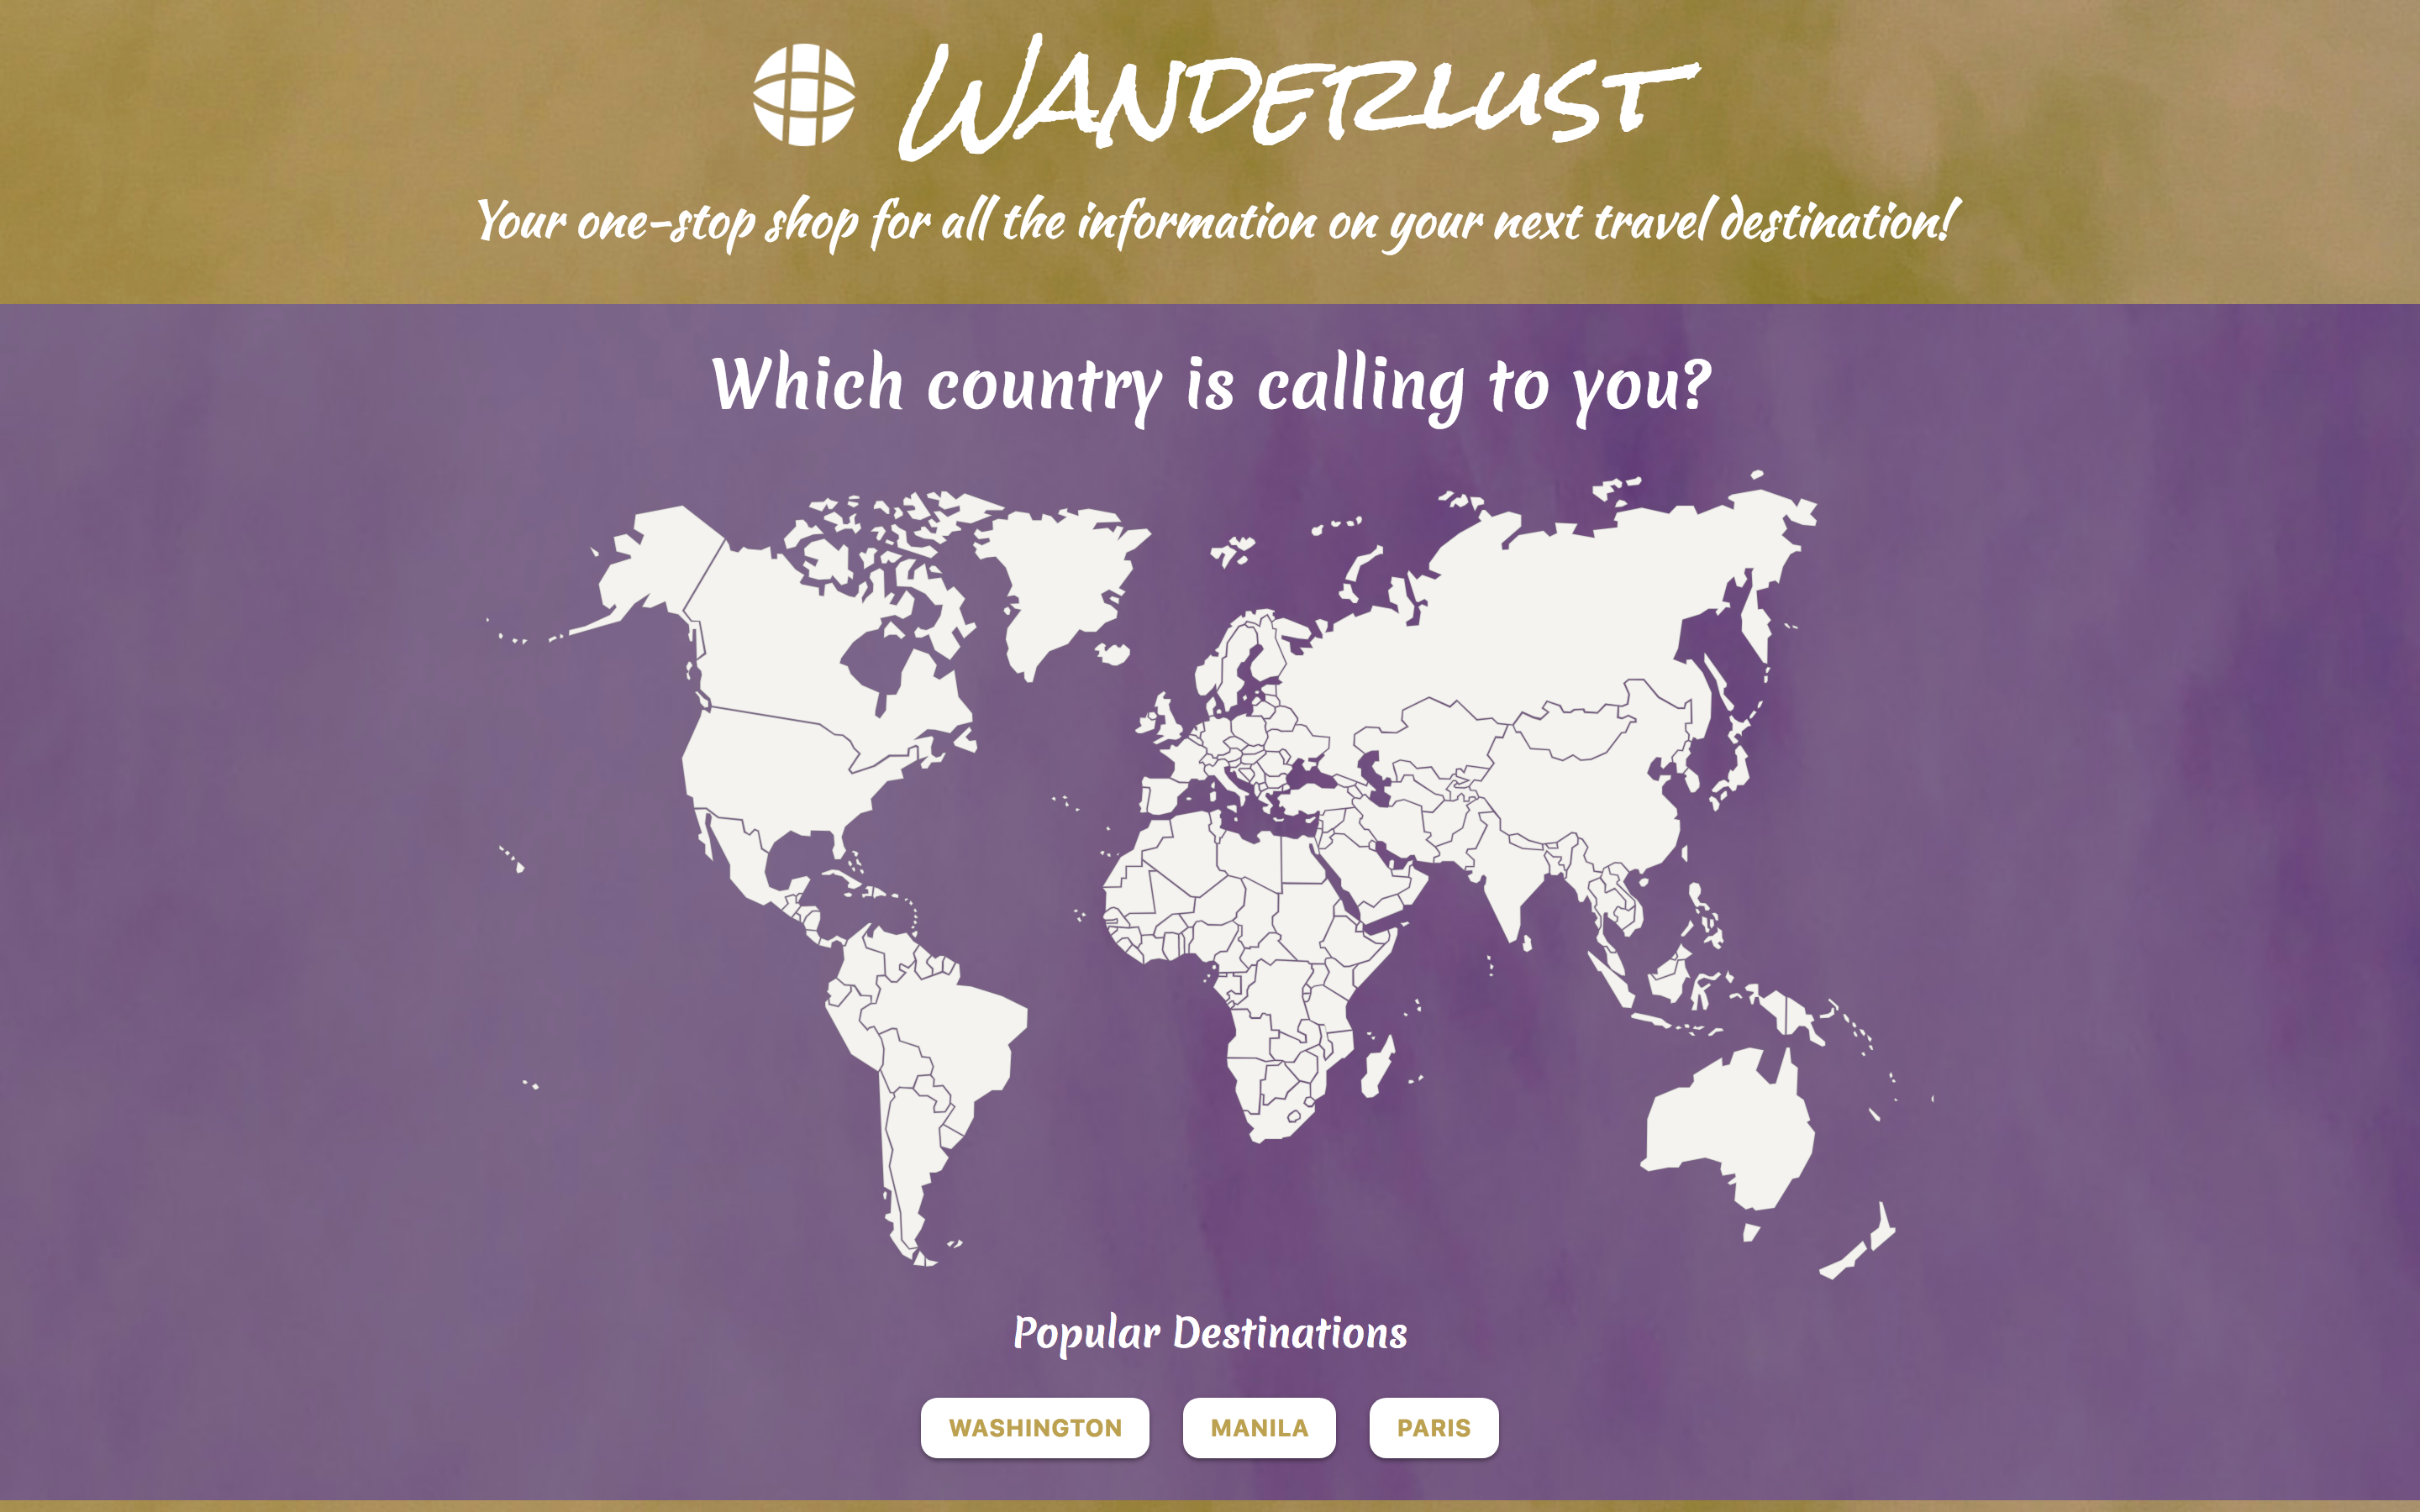 Wanderlust
Your one-stop shop for all the information on your next travel destination!
Which country is calling to you?
Popular Destinations
WASHINGTON
MANILA
PARIS